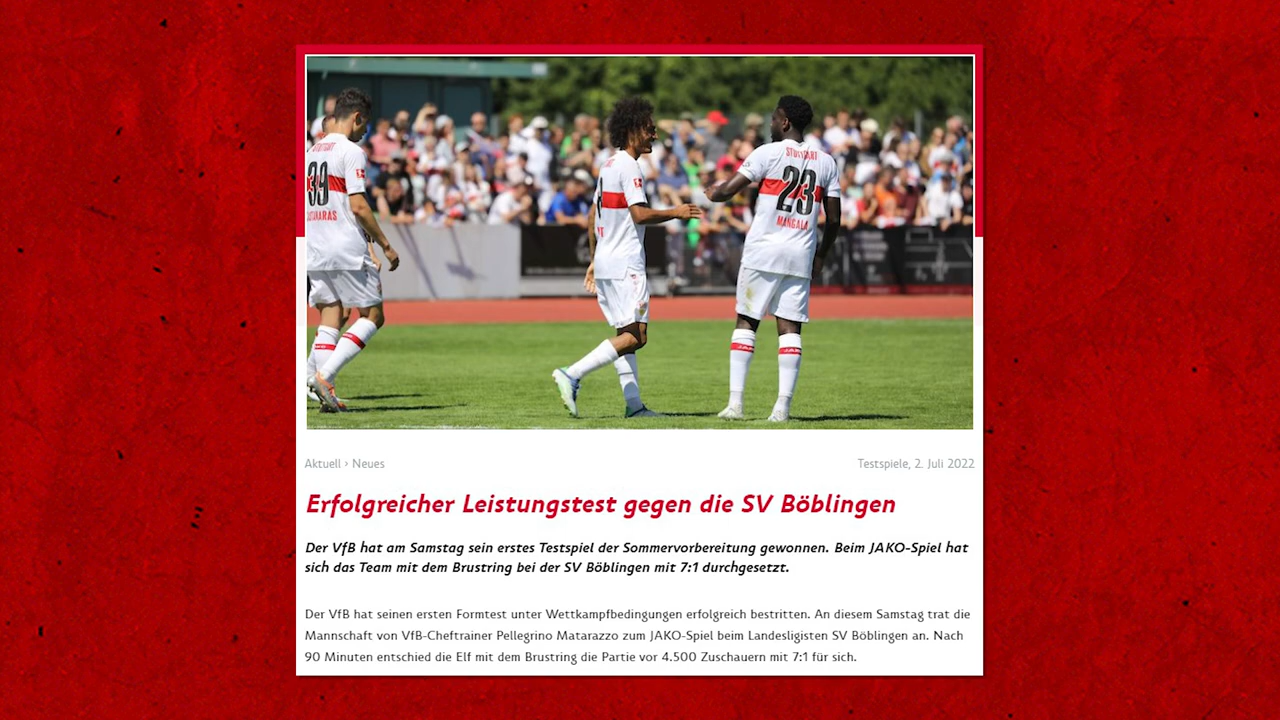 STUTTGART
39
STUTTGART
23
MANGALA
Aktuell › Neues
Testspiele, 2. Juli 2022
Erfolgreicher Leistungstest gegen die SV Böblingen
Der VfB hat am Samstag sein erstes Testspiel der Sommervorbereitung gewonnen. Beim JAKO-Spiel hat
sich das Team mit dem Brustring bei der SV Böblingen mit 7:1 durchgesetzt.
Der VfB hat seinen ersten Formtest unter Wettkampfbedingungen erfolgreich bestritten. An diesem Samstag trat die
Mannschaft von VfB-Cheftrainer Pellegrino Matarazzo zum JAKO-Spiel beim Landesligisten SV Böblingen an. Nach
90 Minuten entschied die Elf mit dem Brustring die Partie vor 4.500 Zuschauern mit 7:1 für sich.